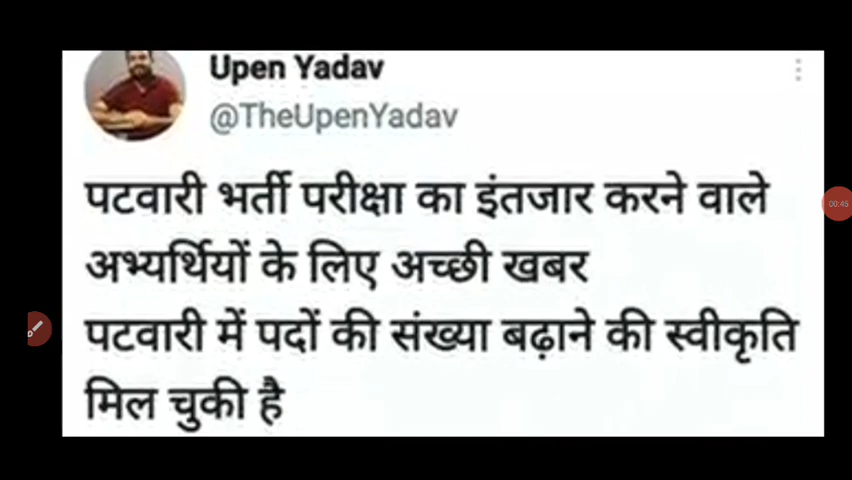 Upen Yadav
@TheUpenYadav
पटवारी भर्ती परीक्षा का इंतजार करने वाले
अभ्यर्थियों के लिए अच्छी खबर
पटवारी में पदों की संख्या बढ़ाने की स्वीकृति
मिल चुकी है
00:45